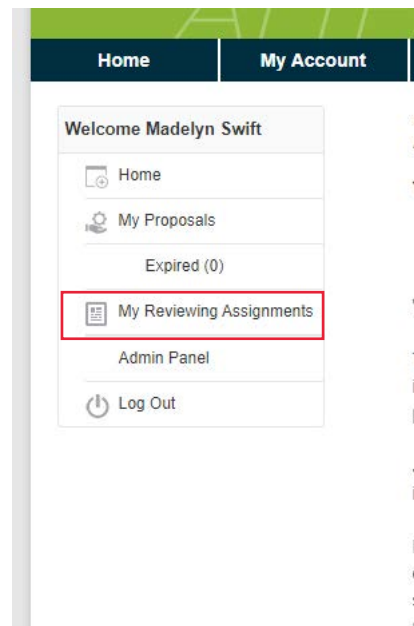 Home
My Account
Welcome Madelyn Swift
Home
My Proposals
Expired (0)
My Reviewing Assignments
Admin Panel
Log Out